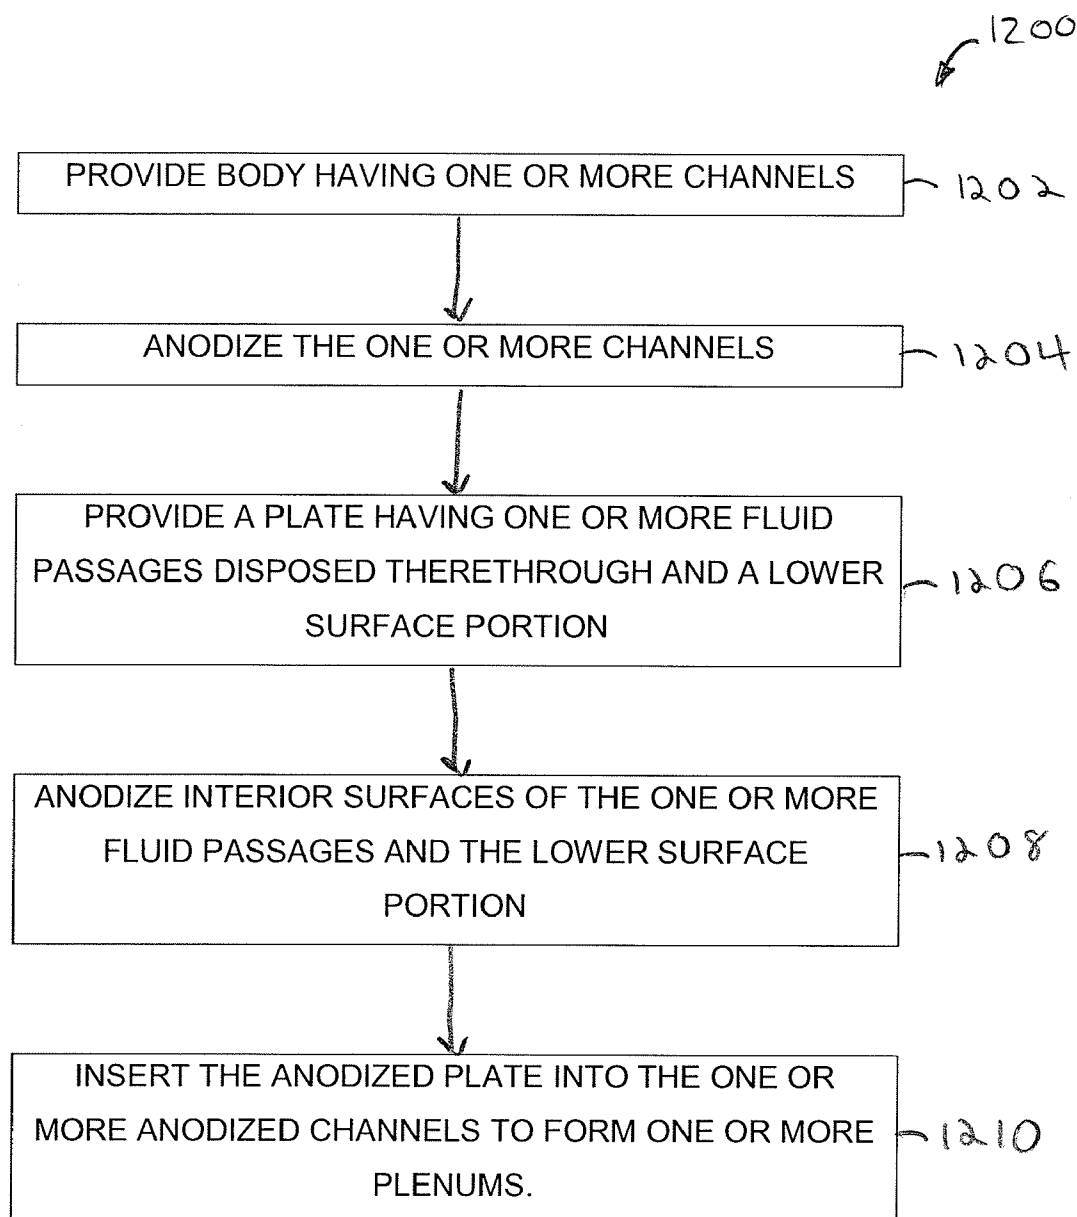 1200
PROVIDE BODY HAVING ONE OR MORE CHANNELS
1202
ANODIZE THE ONE OR MORE CHANNELS
1204
PROVIDE A PLATE HAVING ONE OR MORE FLUID
PASSAGES DISPOSED THERETHROUGH AND A LOWER
SURFACE PORTION
1206
ANODIZE INTERIOR SURFACES OF THE ONE OR MORE
FLUID PASSAGES AND THE LOWER SURFACE
PORTION
1208
INSERT THE ANODIZED PLATE INTO THE ONE OR
MORE ANODIZED CHANNELS TO FORM ONE OR MORE
PLENUMS.
1210